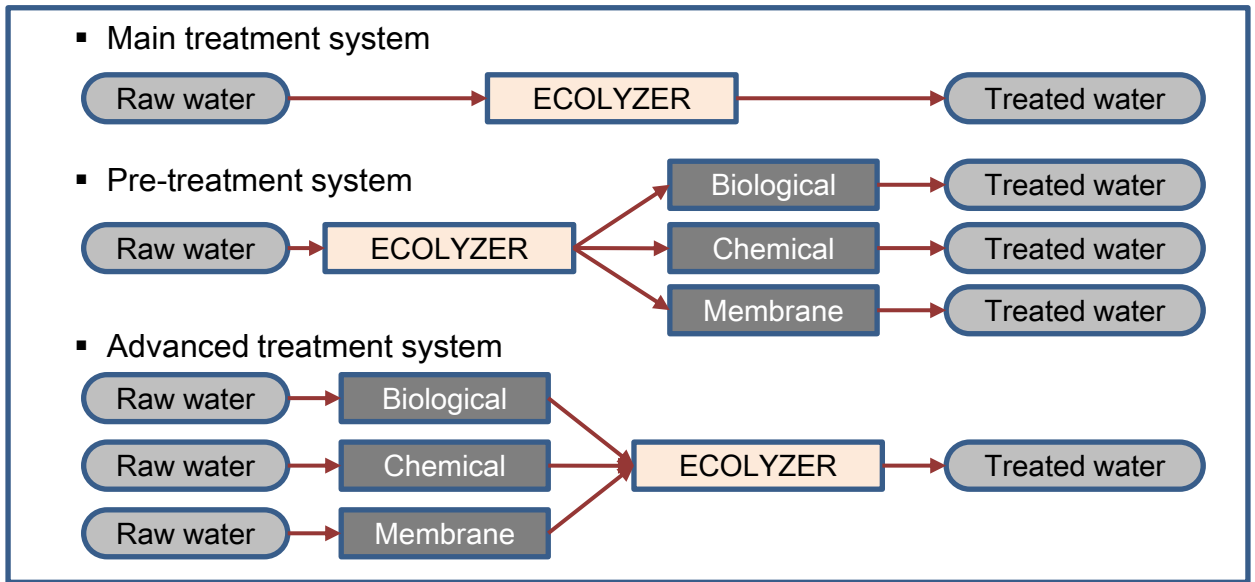 ▪ Main treatment system
Raw water ECOLYZER Treated water
▪ Pre-treatment system
Biological Treated water
Raw water ECOLYZER Chemical Treated water
Membrane Treated water
▪ Advanced treatment system
Raw water Biological
Raw water Chemical ECOLYZER Treated water
Raw water Membrane